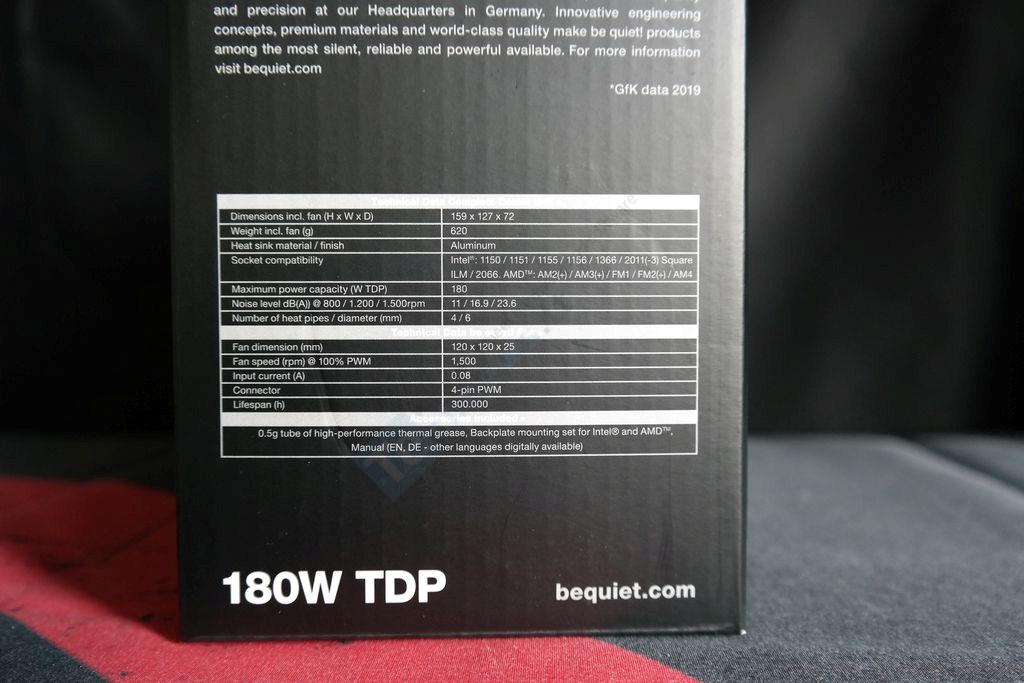 and precision at our Headquarters in Germany. Innovative engineering
concepts, premium materials and world-class quality make be quiet! products
among the most silent, reliable and powerful available. For more information
visit bequiet.com
*GfK data 2019
Technical Data Complete
Dimensions incl. fan (H x W x D) 159 x 127 x 72
Weight incl. fan (g) 620
Heat sink material / finish Aluminum
Socket compatibility Intel®: 1150 / 1151 / 1155 / 1156 / 1366 / 2011(-3) Square
ILM / 2066. AMD™: AM2(+) / AM3(+) / FM1 / FM2(+) / AM4
Maximum power capacity (W TDP) 180
Noise level dB(A)) @ 800 / 1.200 / 1.500rpm 11 / 16.9 / 23.6
Number of heat pipes / diameter (mm) 4 / 6
Technical Data
Fan dimension (mm) 120 x 120 x 25
Fan speed (rpm) @ 100% PWM 1,500
Input current (A) 0.08
Connector 4-pin PWM
Lifespan (h) 300.000
0.5g tube of high-performance thermal grease, Backplate mounting set for Intel® and AMD™,
Manual (EN, DE - other languages digitally available)
180W TDP
bequiet.com